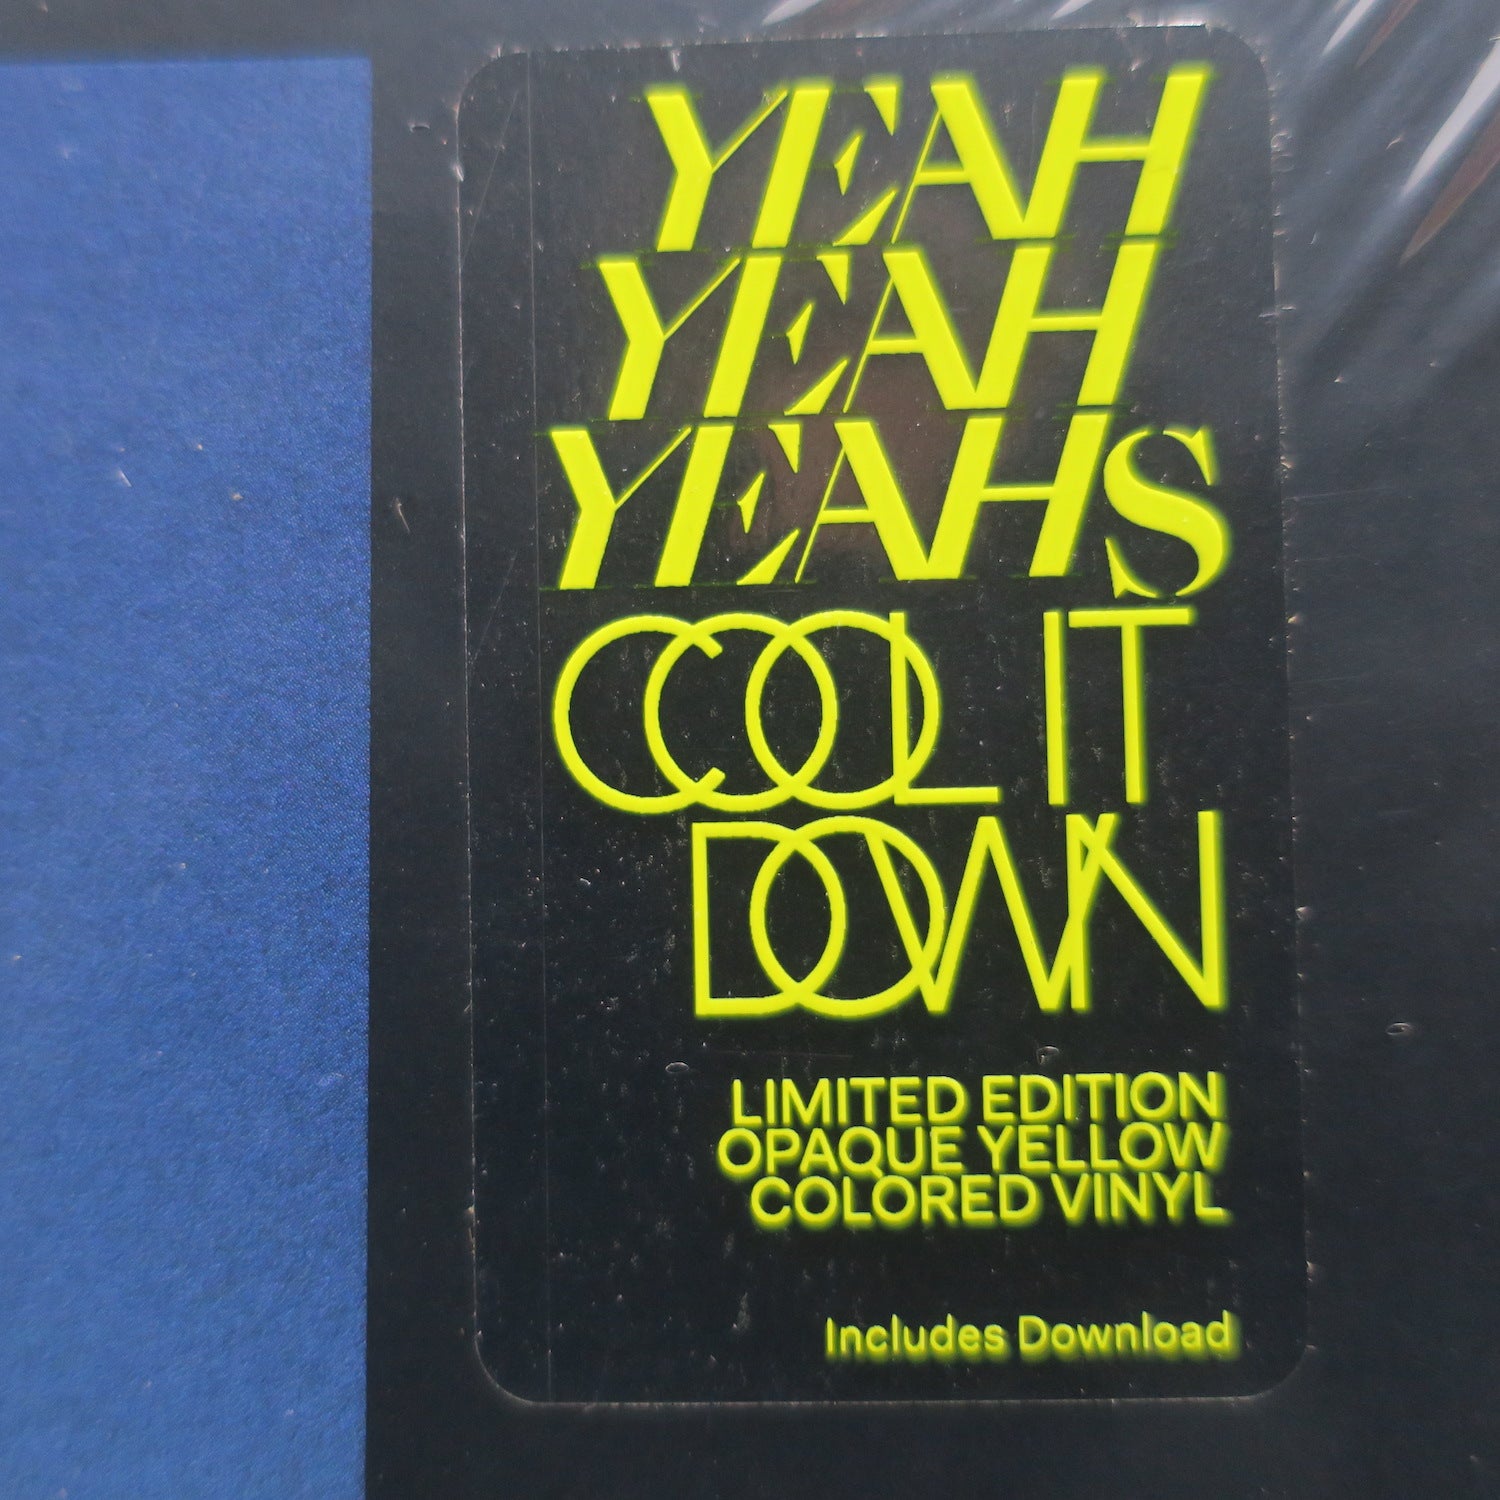 YEAH
YEAH
YEAHS
COOL IT
DOWN
LIMITED EDITION
OPAQUE YELLOW
COLORED VINYL
Includes Download